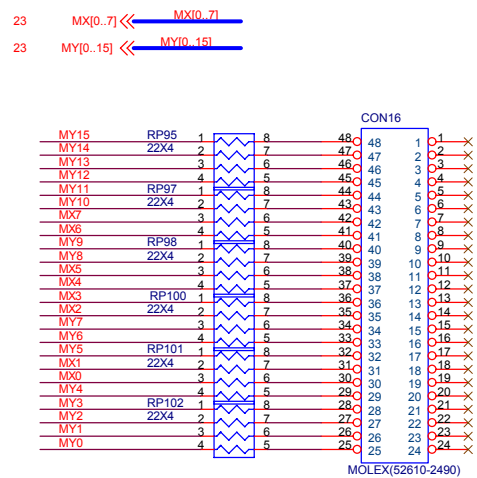 23 MX[0..7] MX[0..7]
23 MY[0..15] MY[0..15]
CON16
MY15 RP95 1 8 48 48 1 1
MY14 22X4 2 7 47 47 2 2
MY13 3 6 46 46 3 3
MY12 4 5 45 45 4 4
MY11 RP97 1 8 44 44 5 5
MY10 22X4 2 7 43 43 6 6
MX7 3 6 42 42 7 7
MX6 4 5 41 41 8 8
MY9 RP98 1 8 40 40 9 9
MY8 22X4 2 7 39 39 10 10
MX5 3 6 38 38 11 11
MX4 4 5 37 37 12 12
MX3 RP100 1 8 36 36 13 13
MX2 22X4 2 7 35 35 14 14
MY7 3 6 34 34 15 15
MY6 4 5 33 33 16 16
MY5 RP101 1 8 32 32 17 17
MX1 22X4 2 7 31 31 18 18
MX0 3 6 30 30 19 19
MY4 4 5 29 29 20 20
MY3 RP102 1 8 28 28 21 21
MY2 22X4 2 7 27 27 22 22
MY1 3 6 26 26 23 23
MY0 4 5 25 25 24 24
MOLEX(52610-2490)